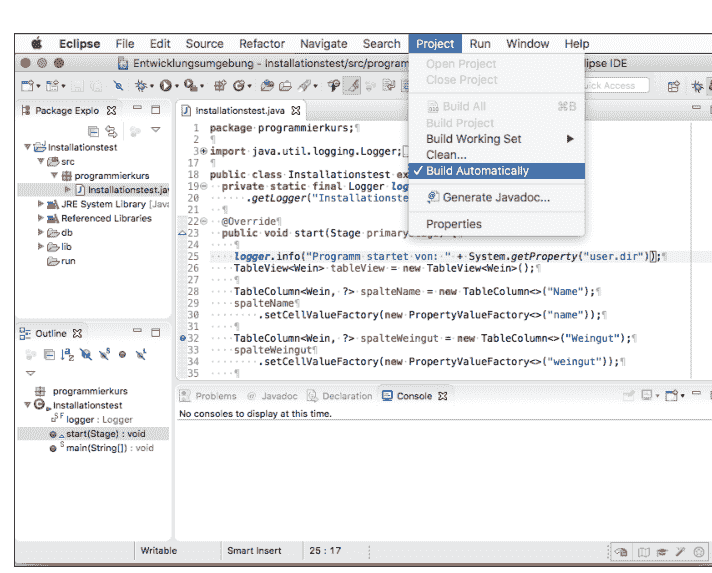 Eclipse File Edit Source Refactor Navigate Search Project Run Window Help
Entwicklungsumgebung - Installationstest/src/program
lipse IDE
Open Project
Close Project
Build All ⌘B
Build Project
Build Working Set
Clean...
Build Automatically
Generate Javadoc...
Properties
uick Access
Package Explo
Installationstest
src
programmierkurs
Installationstest.jav
JRE System Library [Java
Referenced Libraries
db
lib
run
Installationstest.java
1 package programmierkurs;
2
3 import java.util.logging.Logger;
17
18 public class Installationstest ex
19 private static final Logger log
20 .getLogger("Installationste
21
22 @Override
23 public void start(Stage primaryStage) {
24
25 logger.info("Programm startet von: " + System.getProperty("user.dir"));
26 TableView<Wein> tableView = new TableView<Wein>();
27
28 TableColumn<Wein, ?> spalteName = new TableColumn<>("Name");
29 spalteName
30 .setCellValueFactory(new PropertyValueFactory<>("name"));
31
32 TableColumn<Wein, ?> spalteWeingut = new TableColumn<>("Weingut");
33 spalteWeingut
34 .setCellValueFactory(new PropertyValueFactory<>("weingut"));
35
Outline
programmierkurs
Installationstest
logger : Logger
start(Stage) : void
main(String[]) : void
Problems Javadoc Declaration Console
No consoles to display at this time.
Writable Smart Insert 25 : 17